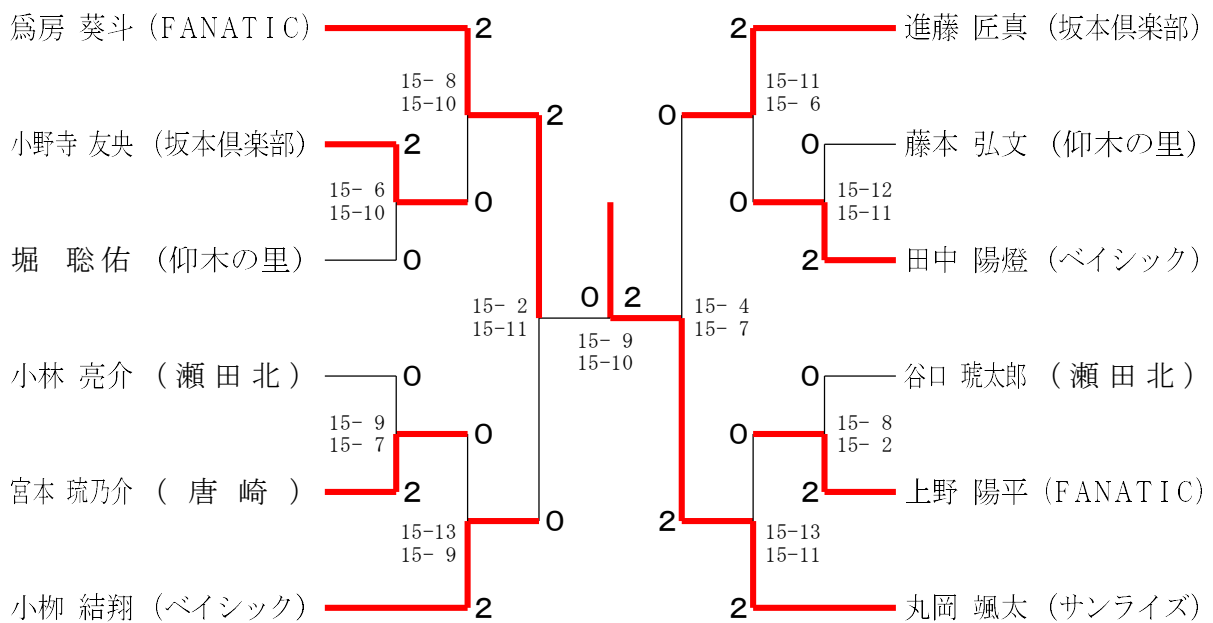 爲房 葵斗 (FANATIC) 2 2 進藤 匠真 (坂本倶楽部)
15- 8 15-11
15-10 2 0 15- 6
小野寺 友央 (坂本倶楽部) 2 0 藤本 弘文 (仰木の里)
15- 6 15-12
15-10 0 0 15-11
堀 聡佑 (仰木の里) 0 2 田中 陽燈 (ベイシック)
15- 2 0 2 15- 4
15-11 15- 7
15- 9
15-10
小林 亮介 (瀬田北) 0 0 谷口 琥太郎 (瀬田北)
15- 9 15- 8
15- 7 0 0 15- 2
宮本 琉乃介 (唐崎) 2 2 上野 陽平 (FANATIC)
15-13 0 2 15-13
15- 9 15-11
小栁 結翔 (ベイシック) 2 2 丸岡 颯太 (サンライズ)